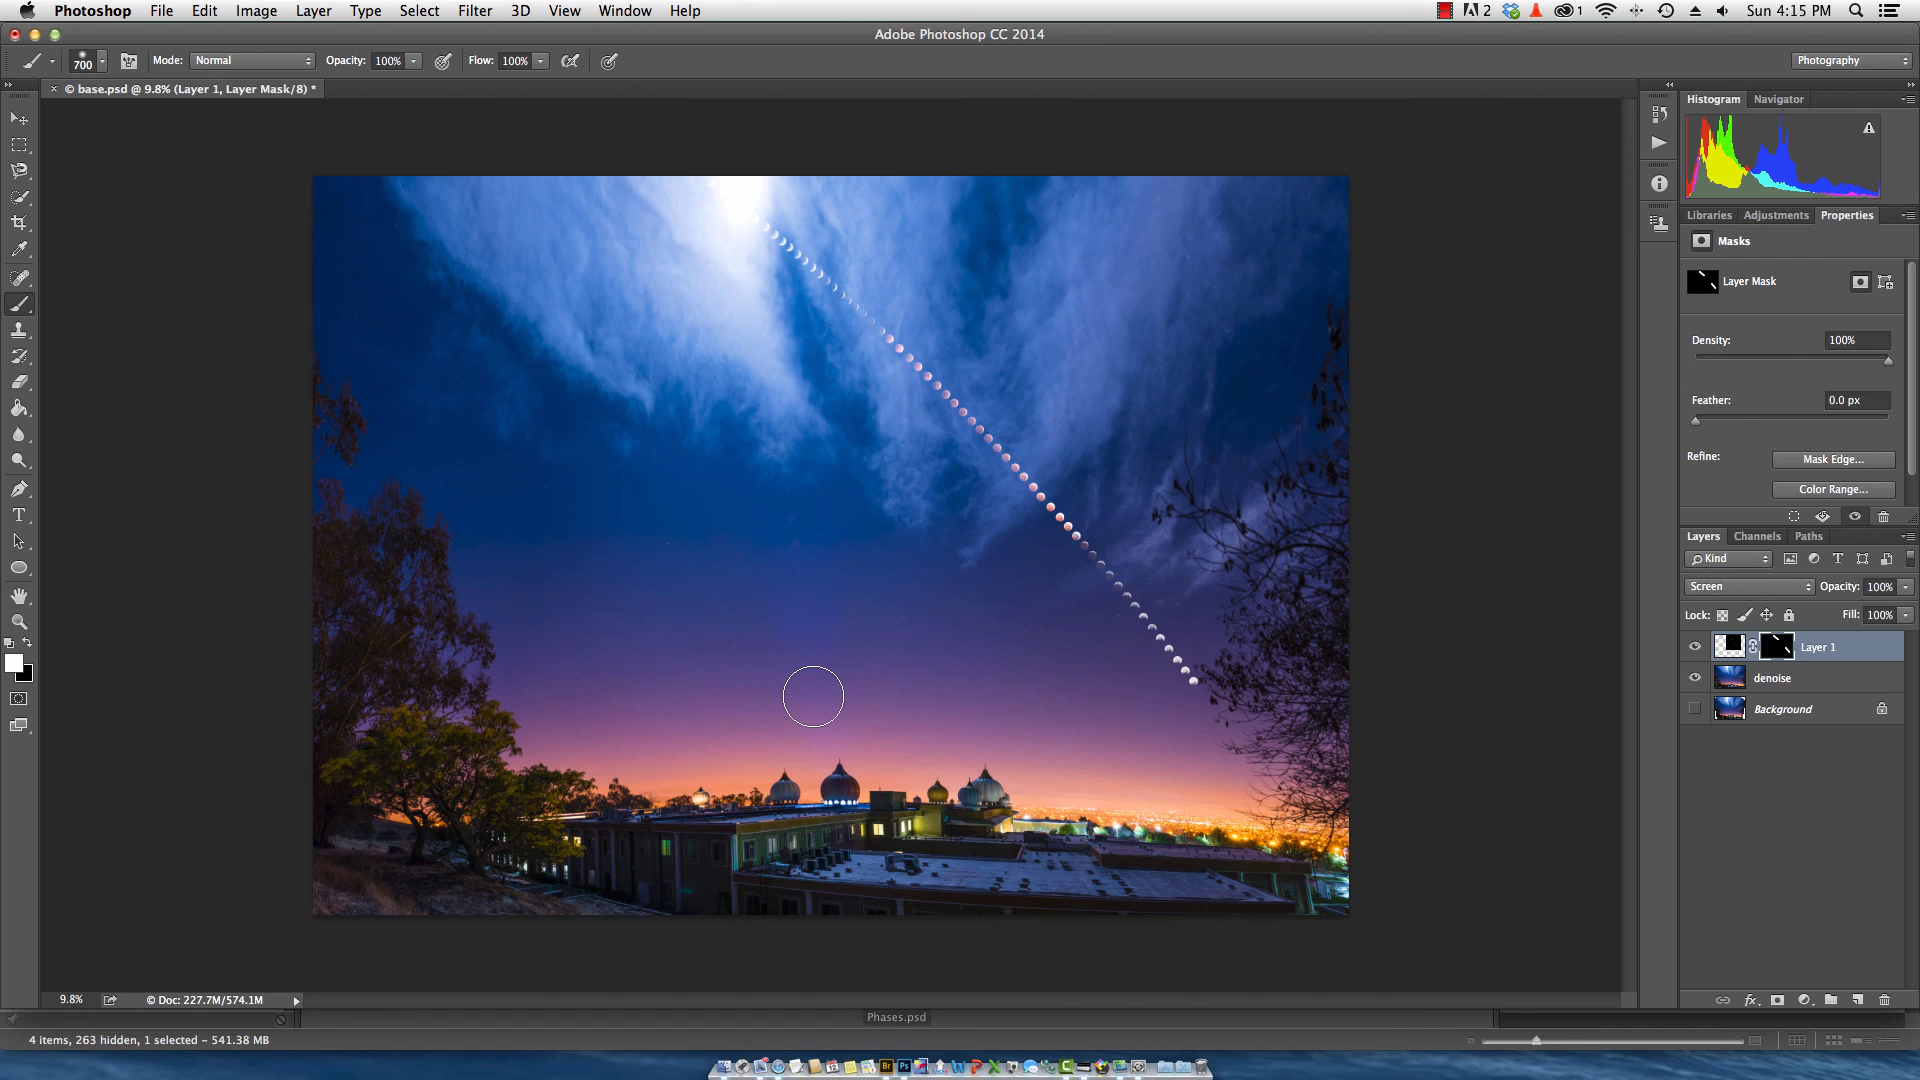 Photoshop File Edit Image Layer Type Select Filter 3D View Window Help 2 1 Sun 4:15 PM
Adobe Photoshop CC 2014
700 Mode: Normal Opacity: 100% Flow: 100% Photography
× © base.psd @ 9.8% (Layer 1, Layer Mask/8) *
Histogram Navigator
Libraries Adjustments Properties
Masks
Layer Mask
Density: 100%
Feather: 0.0 px
Refine: Mask Edge...
Color Range...
Layers Channels Paths
Kind
Screen Opacity: 100%
Lock: Fill: 100%
Layer 1
denoise
Background
9.8% © Doc: 227.7M/574.1M
Phases.psd
4 items, 263 hidden, 1 selected - 541.38 MB